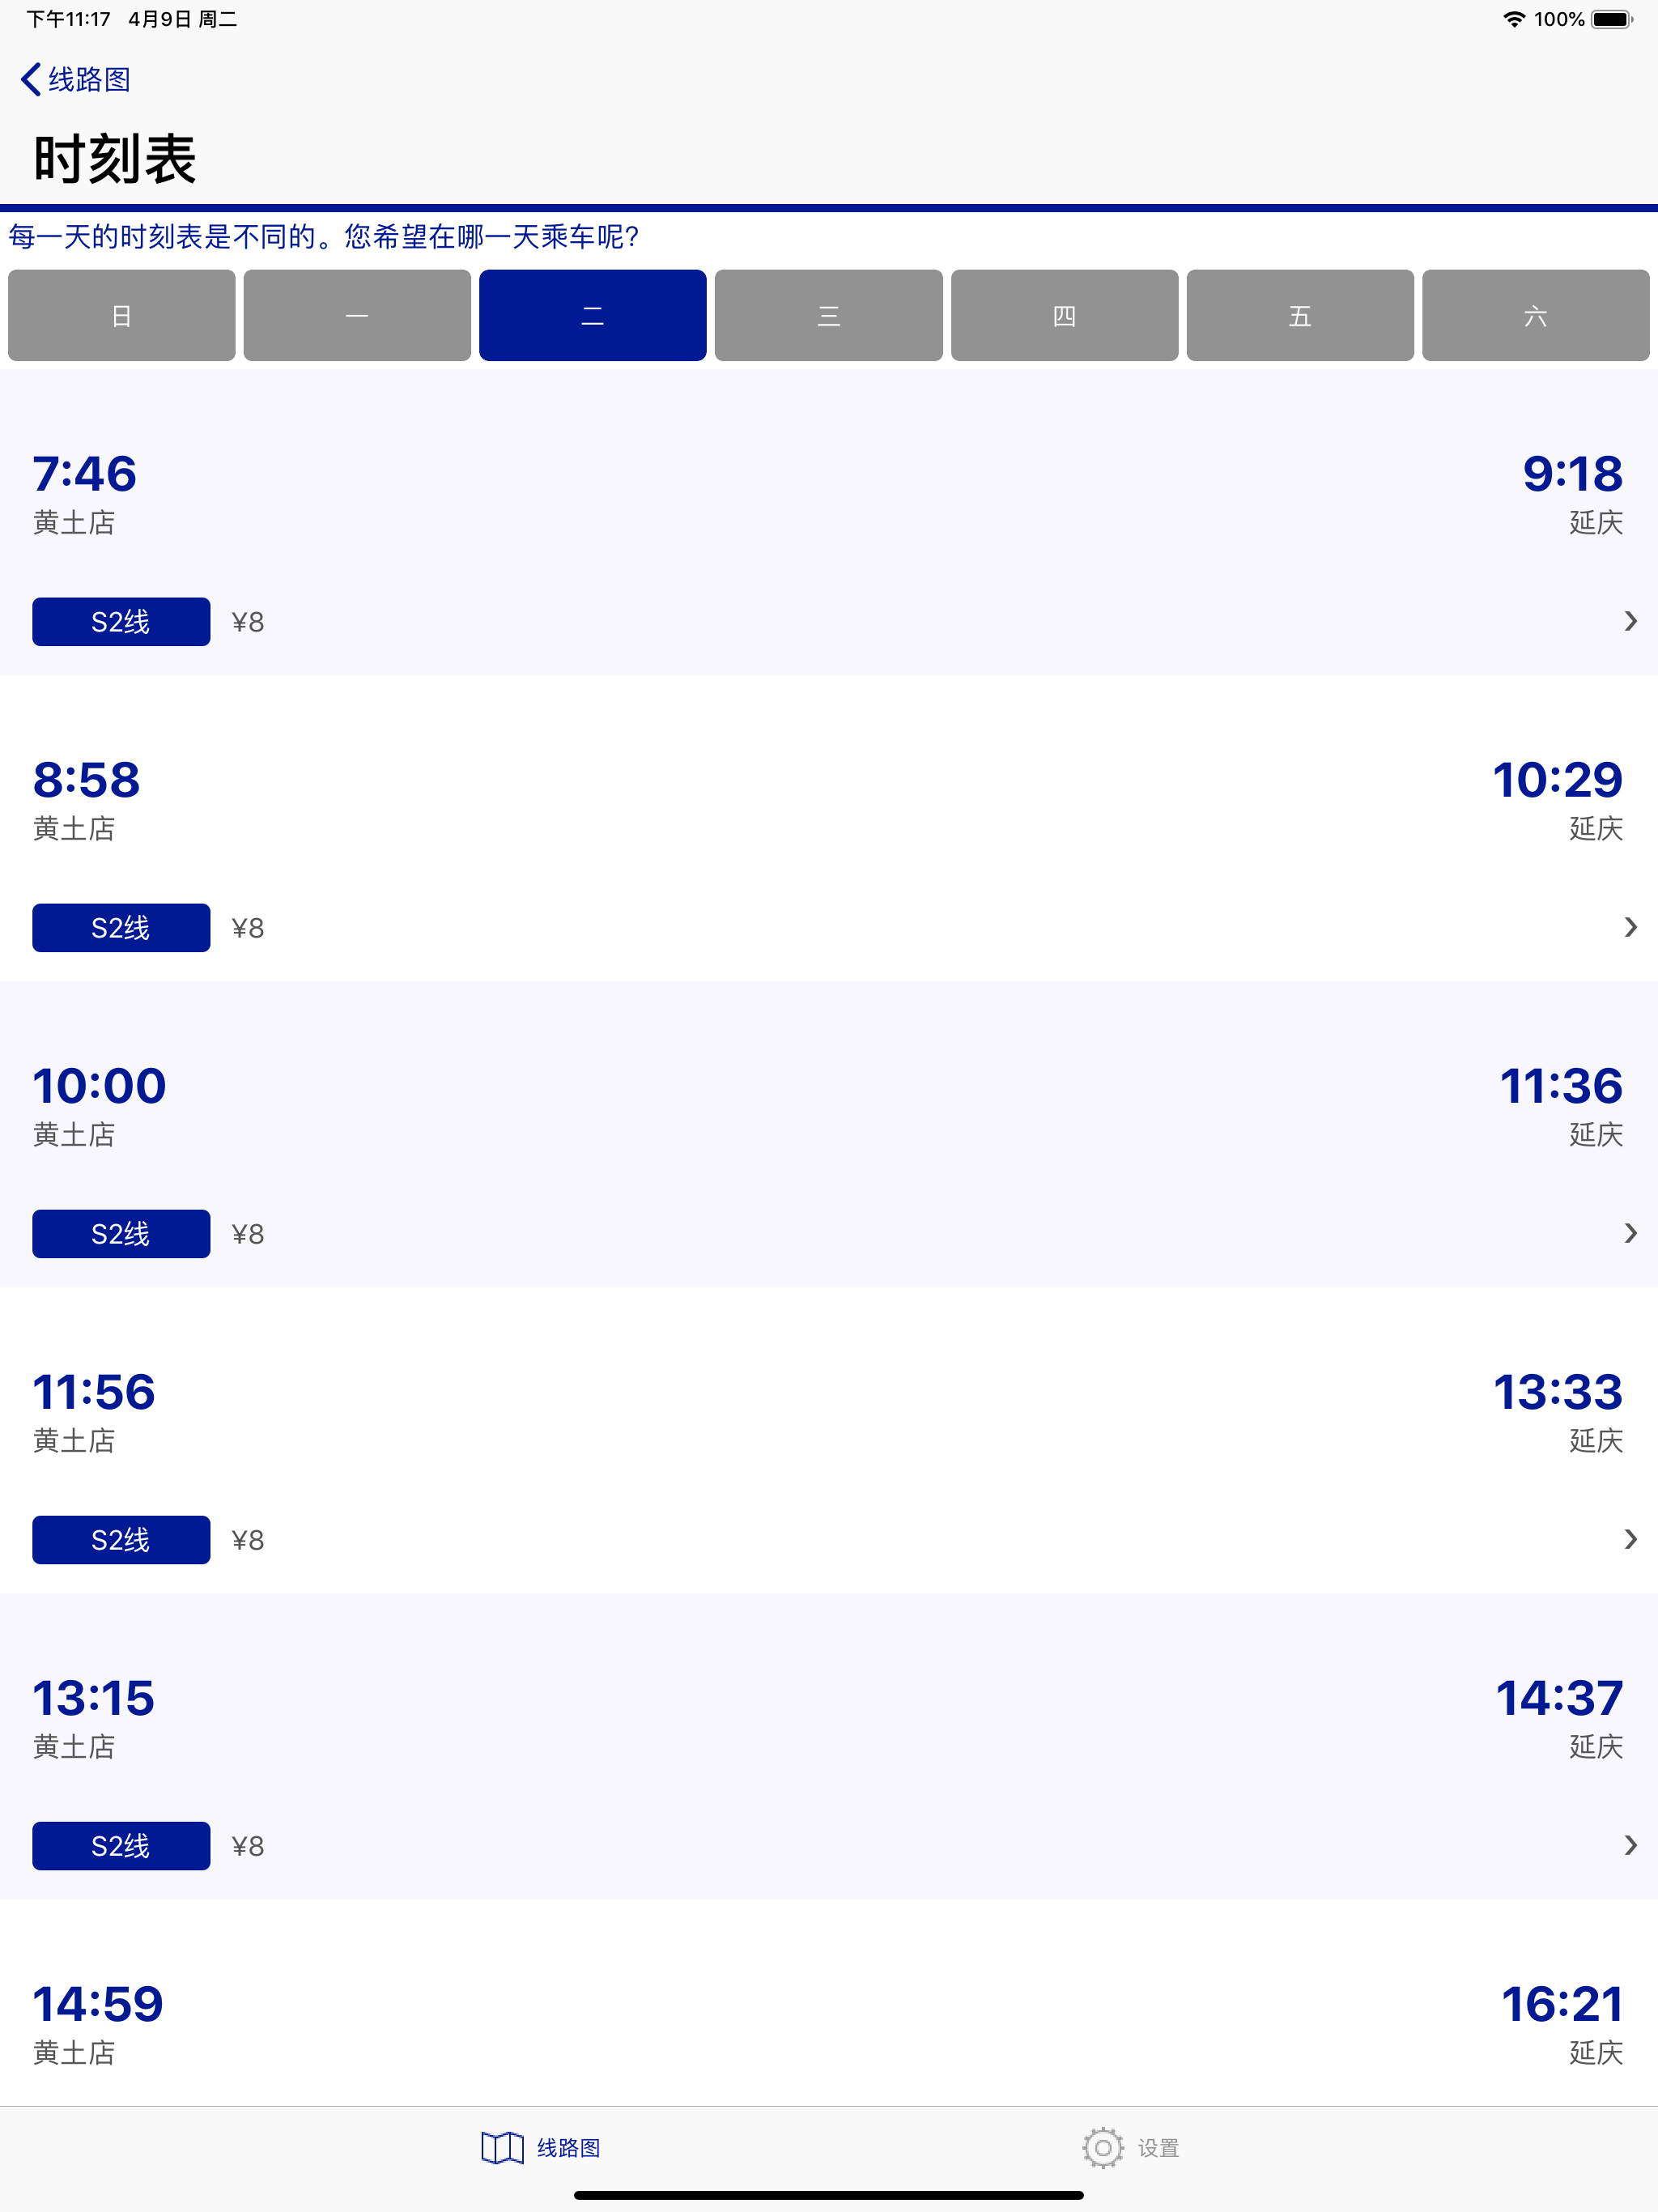 下午11:17 4月9日 周二 100%
线路图
时刻表
每一天的时刻表是不同的。您希望在哪一天乘车呢？
日 一 二 三 四 五 六
7:46 9:18
黄土店 延庆
S2线 ¥8
8:58 10:29
黄土店 延庆
S2线 ¥8
10:00 11:36
黄土店 延庆
S2线 ¥8
11:56 13:33
黄土店 延庆
S2线 ¥8
13:15 14:37
黄土店 延庆
S2线 ¥8
14:59 16:21
黄土店 延庆
线路图 设置